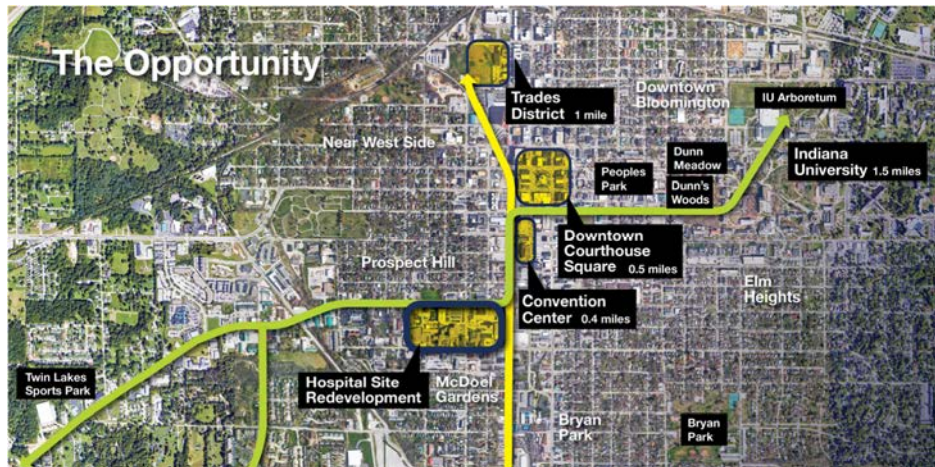 The Opportunity
Trades
District 1 mile
Downtown
Bloomington
IU Arboretum
Near West Side
Peoples
Park
Dunn
Meadow
Dunn's
Woods
Indiana
University 1.5 miles
Downtown
Courthouse
Square 0.5 miles
Prospect Hill
Elm
Heights
Convention
Center 0.4 miles
Twin Lakes
Sports Park
Hospital Site
Redevelopment
McDoel
Gardens
Bryan
Park
Bryan
Park